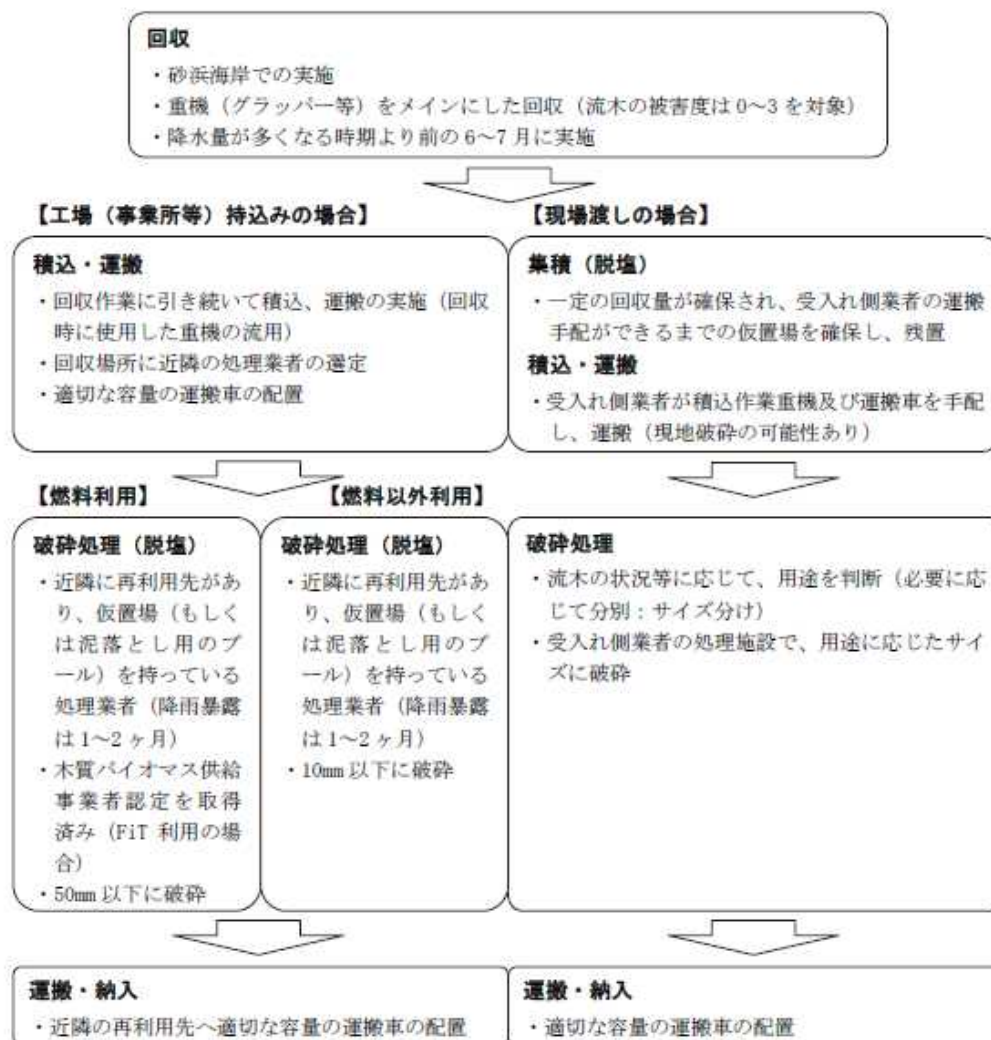 回収
・砂浜海岸での実施
・重機（グラッパー等）をメインにした回収（流木の被害度は 0～3 を対象）
・降水量が多くなる時期より前の 6～7 月に実施
【工場（事業所等）持込みの場合】
積込・運搬
・回収作業に引き続いて積込、運搬の実施（回収
時に使用した重機の流用）
・回収場所に近隣の処理業者の選定
・適切な容量の運搬車の配置
【現場渡しの場合】
集積（脱塩）
・一定の回収量が確保され、受入れ側業者の運搬
手配ができるまでの仮置場を確保し、残置
積込・運搬
・受入れ側業者が積込作業重機及び運搬車を手配
し、運搬（現地破砕の可能性あり）
【燃料利用】
破砕処理（脱塩）
・近隣に再利用先があ
り、仮置場（もしく
は泥落とし用のプ
ール）を持っている
処理業者（降雨暴露
は 1～2 ヶ月）
・木質バイオマス供給
事業者認定を取得
済み（FiT 利用の場
合）
・50mm 以下に破砕
【燃料以外利用】
破砕処理（脱塩）
・近隣に再利用先があ
り、仮置場（もしく
は泥落とし用のプ
ール）を持っている
処理業者（降雨暴露
は 1～2 ヶ月）
・10mm 以下に破砕
破砕処理
・流木の状況等に応じて、用途を判断（必要に応
じて分別：サイズ分け）
・受入れ側業者の処理施設で、用途に応じたサイ
ズに破砕
運搬・納入
・近隣の再利用先へ適切な容量の運搬車の配置
運搬・納入
・適切な容量の運搬車の配置